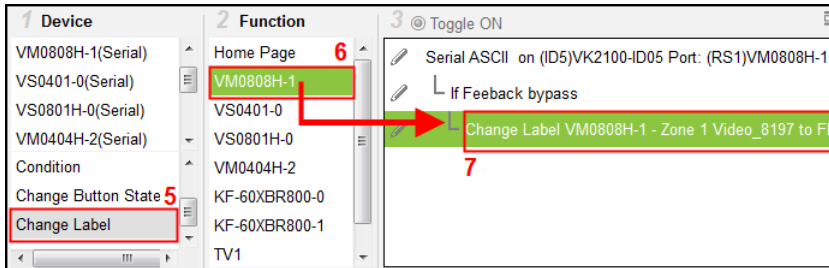 1 Device
VM0808H-1(Serial)
VS0401-0(Serial)
VS0801H-0(Serial)
VM0404H-2(Serial)
Condition
Change Button State 5
Change Label
2 Function
Home Page 6
VM0808H-1
VS0401-0
VS0801H-0
VM0404H-2
KF-60XBR800-0
KF-60XBR800-1
TV1
3 Toggle ON
Serial ASCII on (ID5)VK2100-ID05 Port: (RS1)VM0808H-1
If Feeback bypass
Change Label VM0808H-1 - Zone 1 Video_8197 to
7